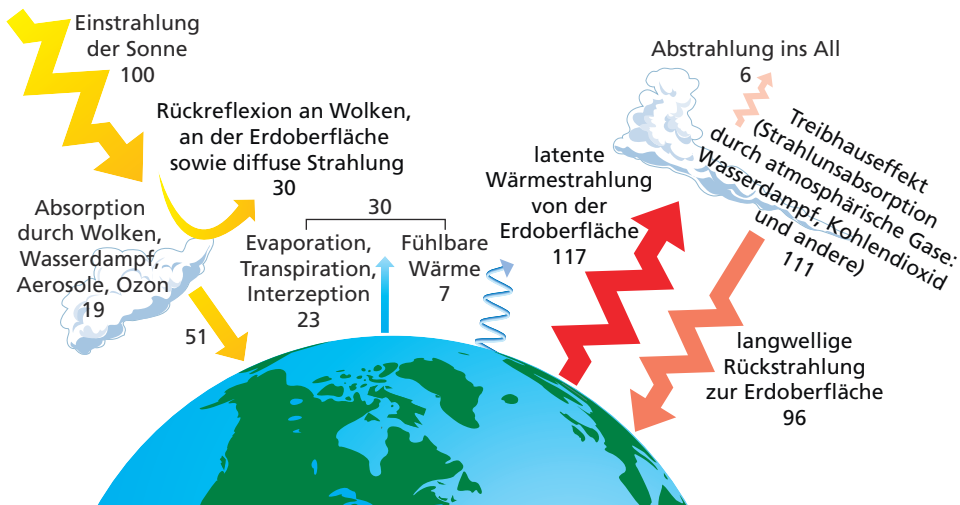 Einstrahlung
der Sonne
100
Rückreflexion an Wolken,
an der Erdoberfläche
sowie diffuse Strahlung
30
Absorption
durch Wolken,
Wasserdampf,
Aerosole, Ozon
19
51
30
Evaporation,
Transpiration,
Interzeption
23
Fühlbare
Wärme
7
latente
Wärmestrahlung
von der
Erdoberfläche
117
Abstrahlung ins All
6
Treibhauseffekt
(Strahlunsabsorption
durch atmosphärische Gase:
Wasserdampf, Kohlendioxid
und andere)
111
langwellige
Rückstrahlung
zur Erdoberfläche
96